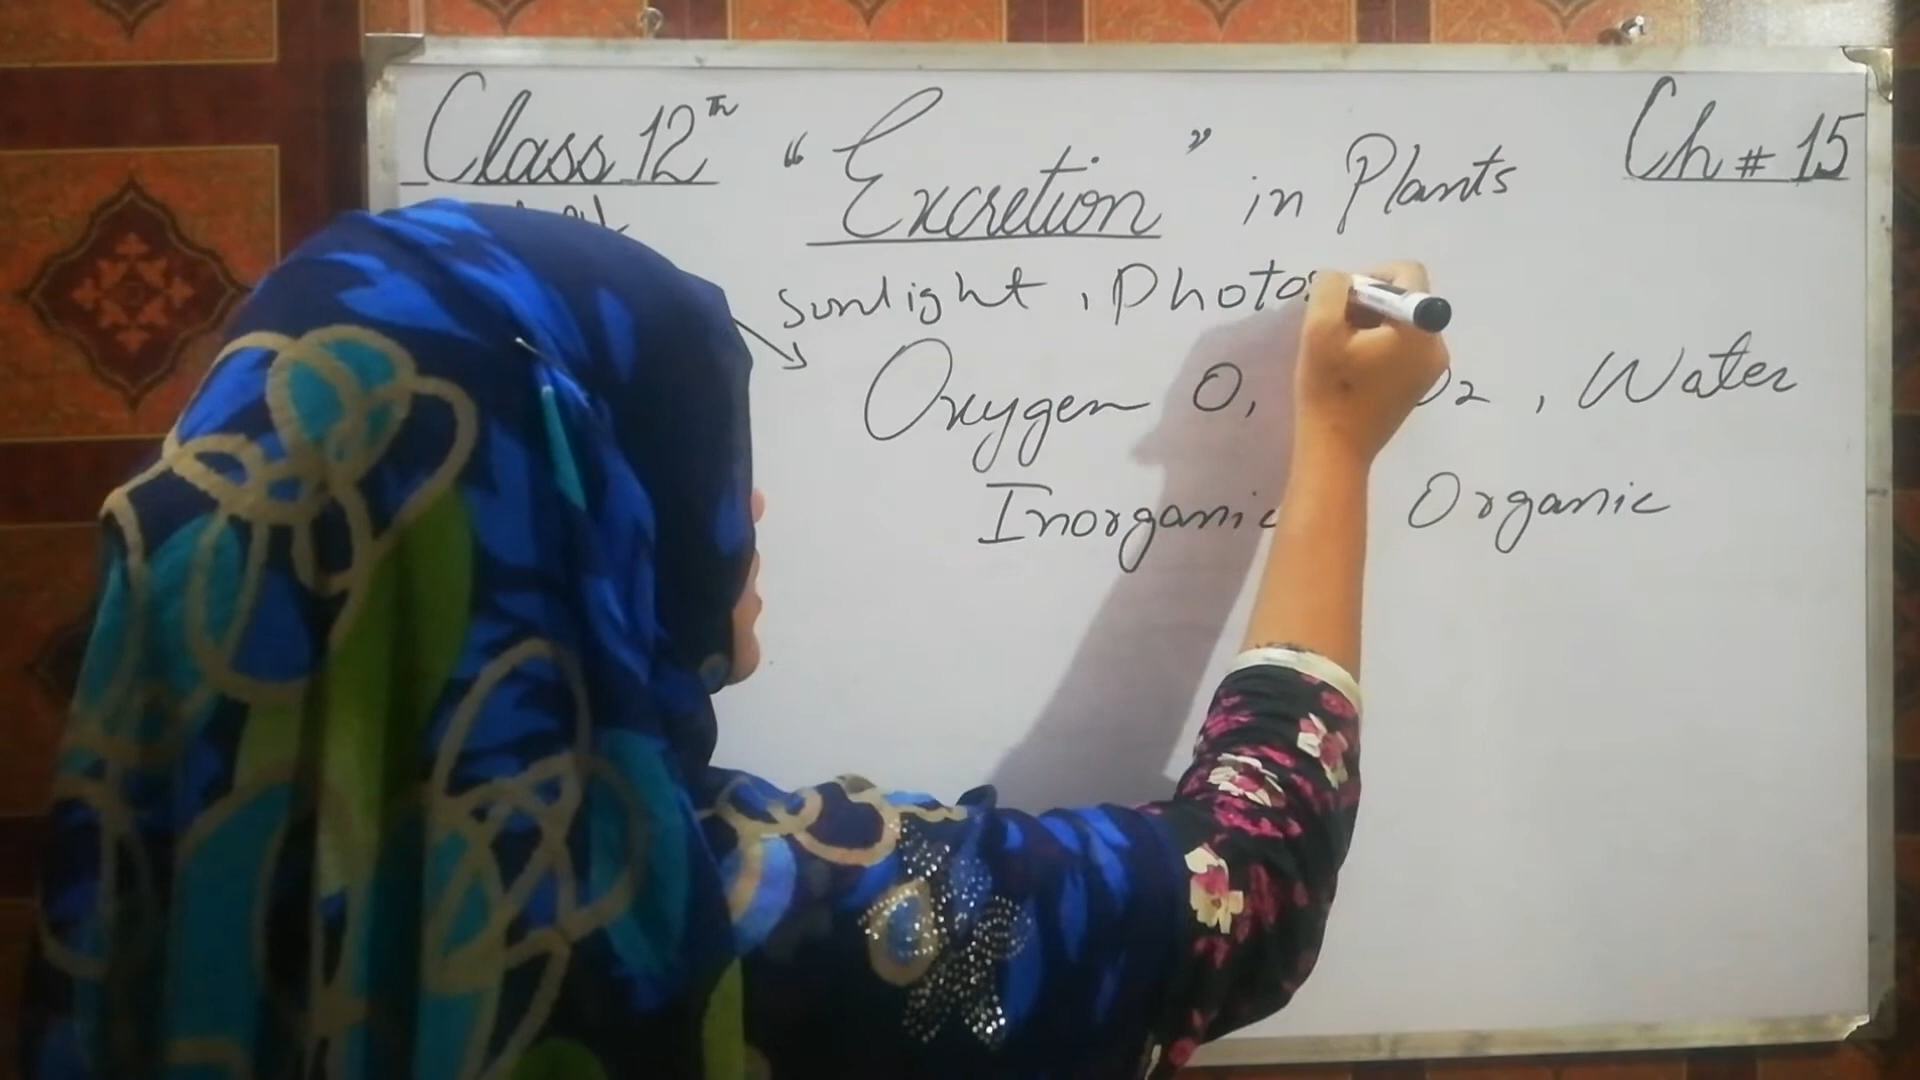 Class 12Th “Excretion” in Plants Ch # 15
Sunlight , Photo
Oxygen O, O2 , Water
Inorganic Organic